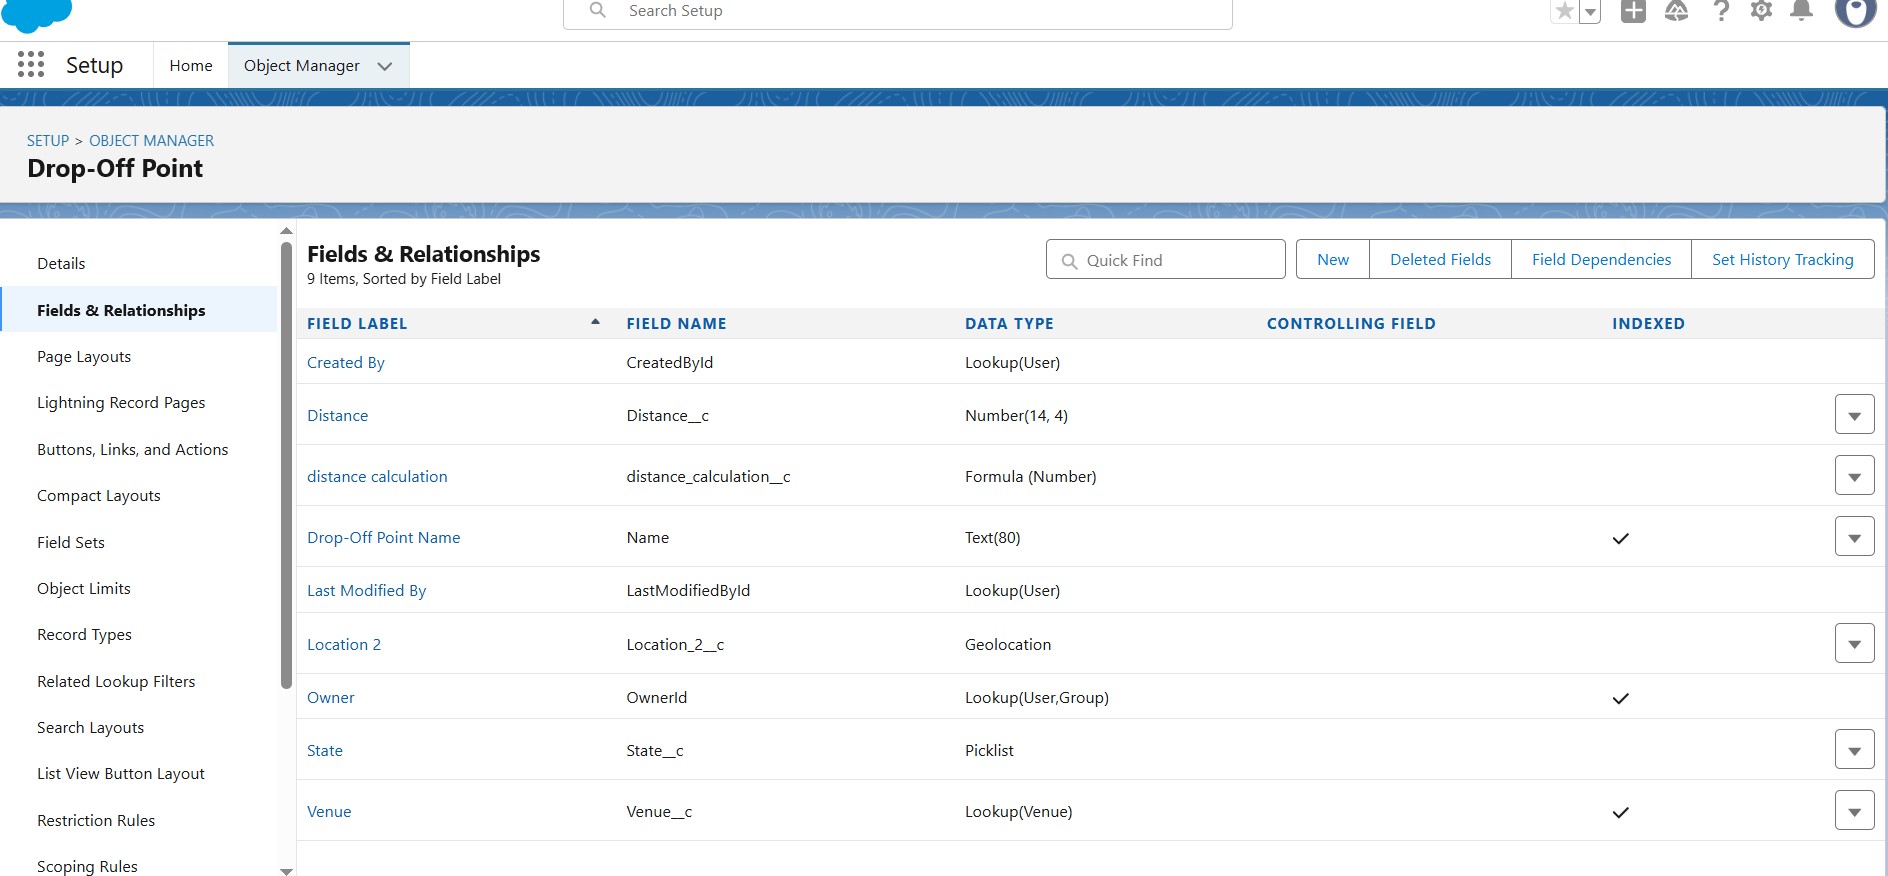 Search Setup
Setup
Home
Object Manager
SETUP > OBJECT MANAGER
Drop-Off Point
Details
Fields & Relationships
Page Layouts
Lightning Record Pages
Buttons, Links, and Actions
Compact Layouts
Field Sets
Object Limits
Record Types
Related Lookup Filters
Search Layouts
List View Button Layout
Restriction Rules
Scoping Rules
Fields & Relationships
9 Items, Sorted by Field Label
Quick Find
New
Deleted Fields
Field Dependencies
Set History Tracking
FIELD LABEL FIELD NAME DATA TYPE CONTROLLING FIELD INDEXED
Created By CreatedById Lookup(User)
Distance Distance__c Number(14, 4)
distance calculation distance_calculation__c Formula (Number)
Drop-Off Point Name Name Text(80)
Last Modified By LastModifiedById Lookup(User)
Location 2 Location_2__c Geolocation
Owner OwnerId Lookup(User,Group)
State State__c Picklist
Venue Venue__c Lookup(Venue)